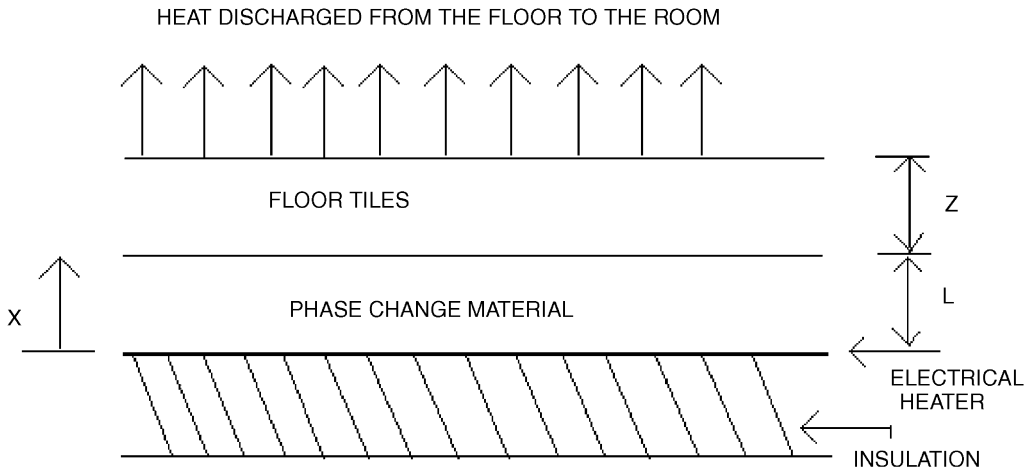 HEAT DISCHARGED FROM THE FLOOR TO THE ROOM
FLOOR TILES
Z
PHASE CHANGE MATERIAL
L
X
ELECTRICAL
HEATER
INSULATION